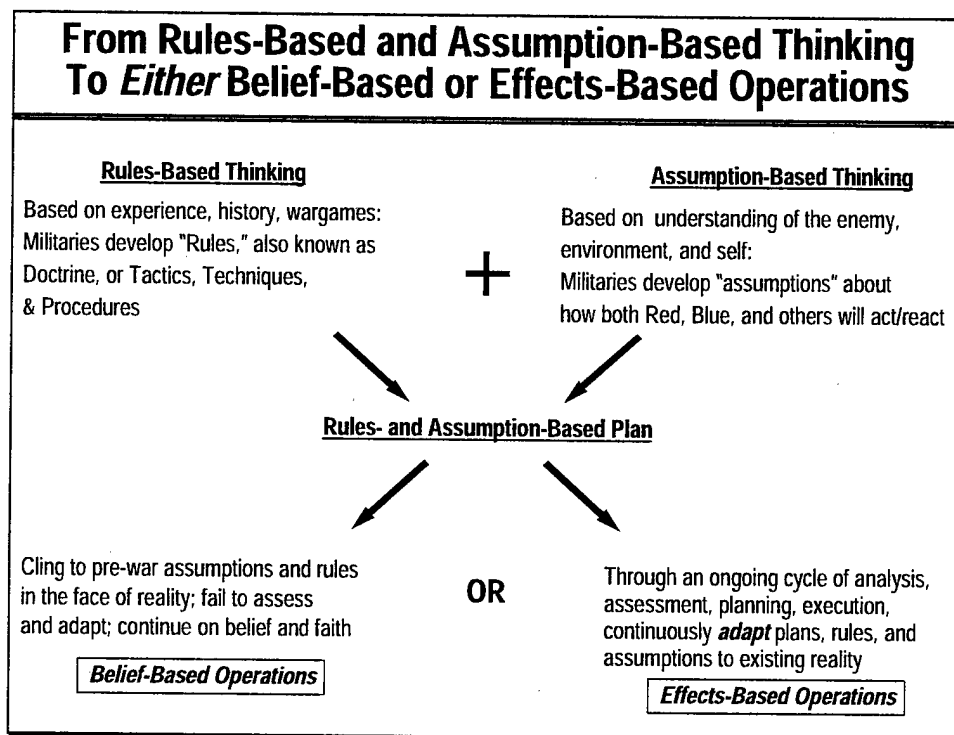 From Rules-Based and Assumption-Based Thinking
To Either Belief-Based or Effects-Based Operations
Rules-Based Thinking
Based on experience, history, wargames:
Militaries develop "Rules," also known as
Doctrine, or Tactics, Techniques,
& Procedures
+
Assumption-Based Thinking
Based on understanding of the enemy,
environment, and self:
Militaries develop "assumptions" about
how both Red, Blue, and others will act/react
Rules- and Assumption-Based Plan
Cling to pre-war assumptions and rules
in the face of reality; fail to assess
and adapt; continue on belief and faith
Belief-Based Operations
OR
Through an ongoing cycle of analysis,
assessment, planning, execution,
continuously adapt plans, rules, and
assumptions to existing reality
Effects-Based Operations